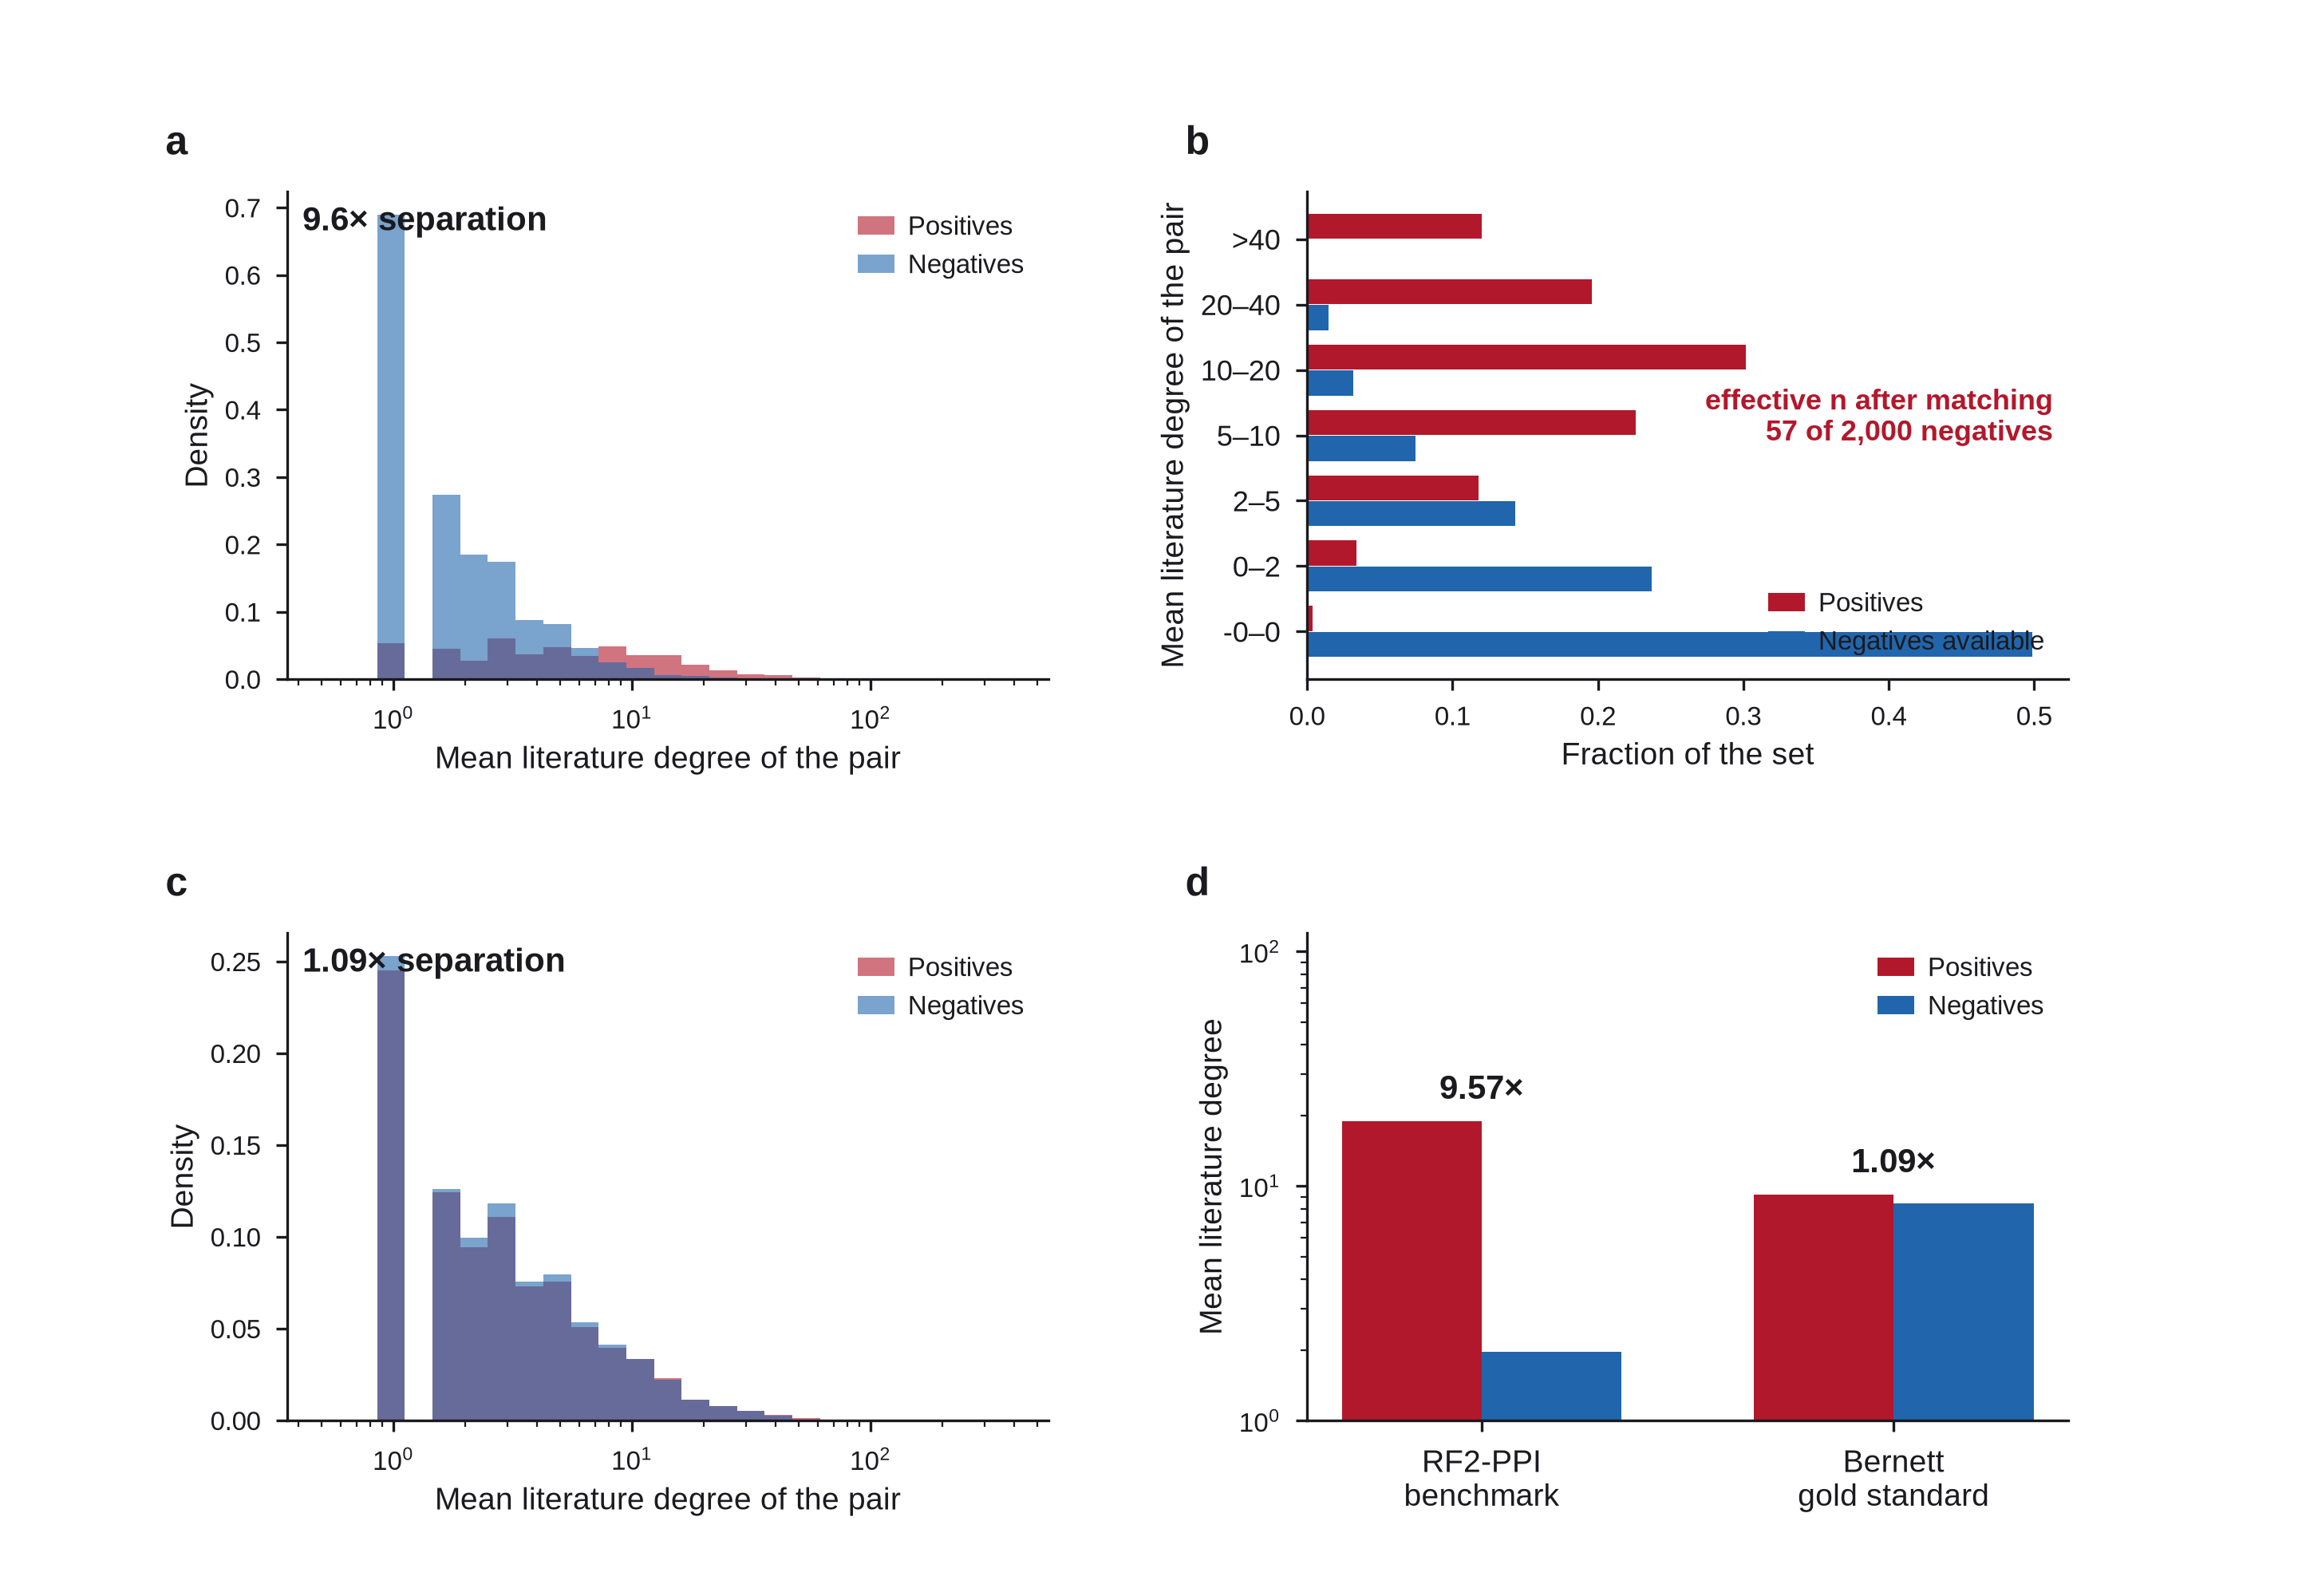 a
0.7
0.6
0.5
0.4
0.3
0.2
0.1
0.0
Density
9.6× separation
Positives
Negatives
10⁰ 10¹ 10²
Mean literature degree of the pair
b
Mean literature degree of the pair
>40
20–40
10–20
5–10
2–5
0–2
-0–0
effective n after matching
57 of 2,000 negatives
Positives
Negatives available
0.0 0.1 0.2 0.3 0.4 0.5
Fraction of the set
c
0.25
0.20
0.15
0.10
0.05
0.00
Density
1.09× separation
Positives
Negatives
10⁰ 10¹ 10²
Mean literature degree of the pair
d
Mean literature degree
10²
10¹
10⁰
Positives
Negatives
9.57×
1.09×
RF2-PPI
benchmark
Bernett
gold standard